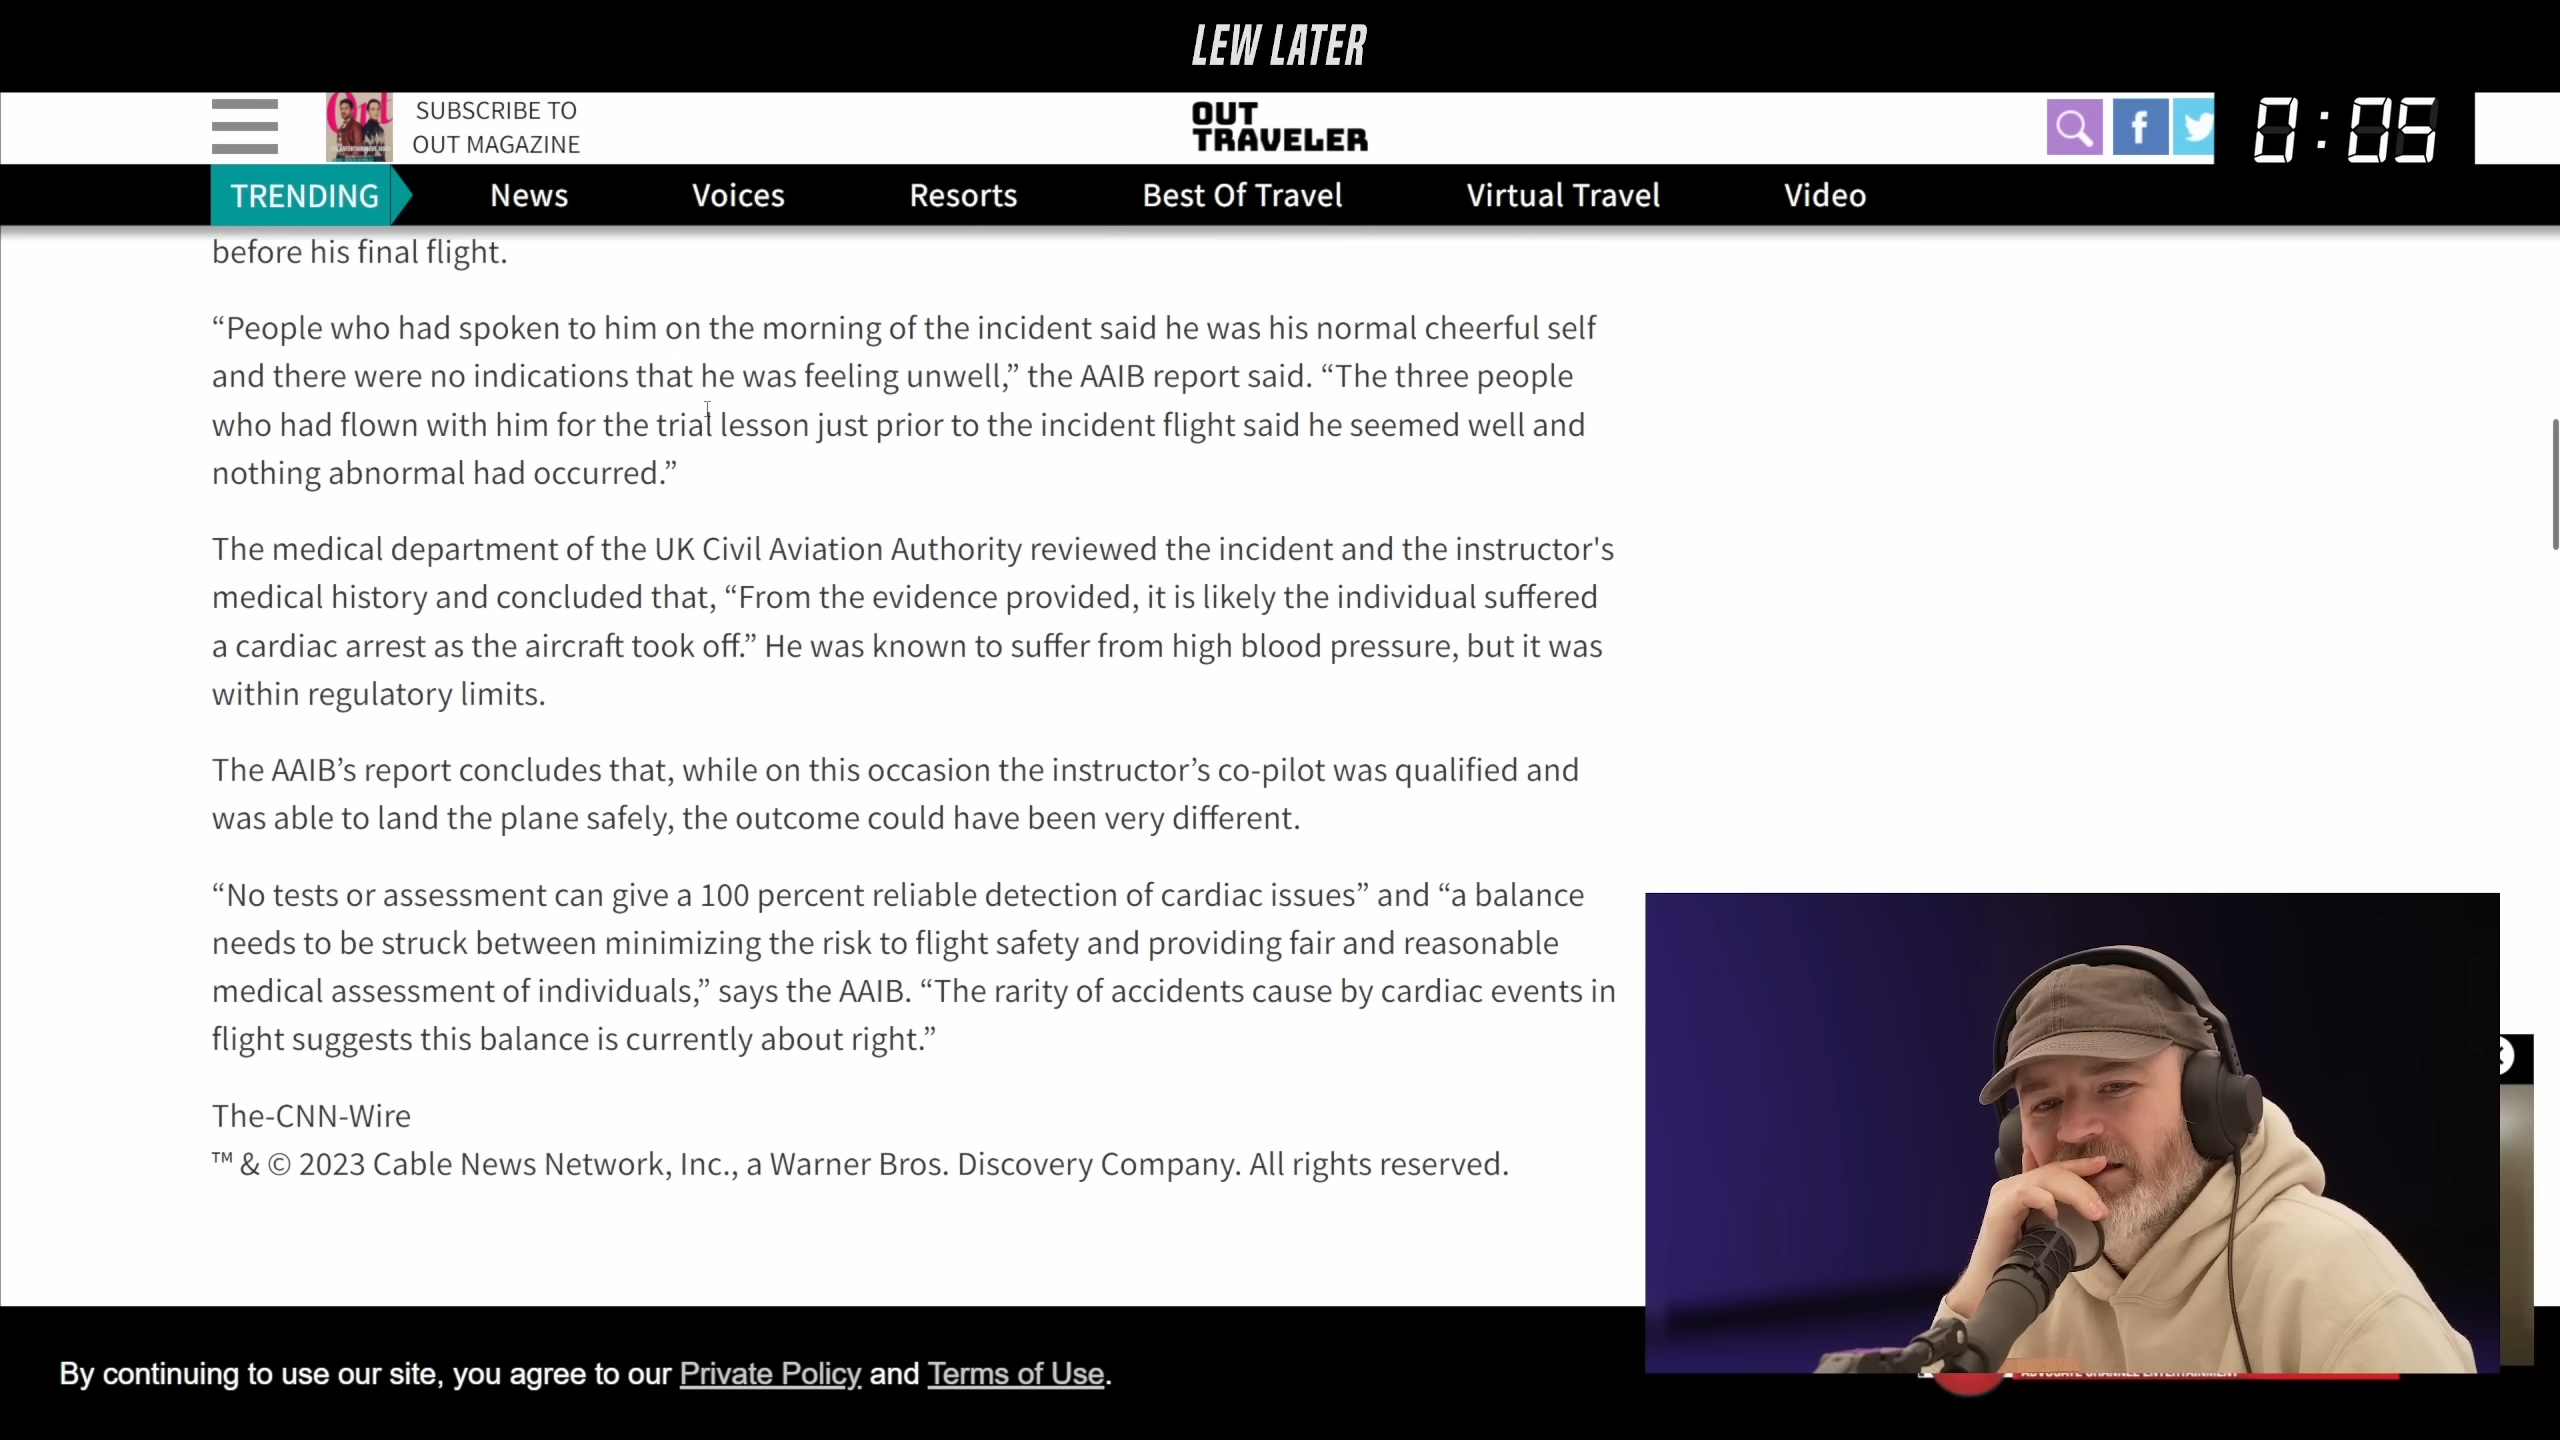 LEW LATER
SUBSCRIBE TO
OUT MAGAZINE
Out
OUT
TRAVELER
f
0:05
TRENDING
News
Voices
Resorts
Best Of Travel
Virtual Travel
Video
before his final flight.
“People who had spoken to him on the morning of the incident said he was his normal cheerful self
and there were no indications that he was feeling unwell,” the AAIB report said. “The three people
who had flown with him for the trial lesson just prior to the incident flight said he seemed well and
nothing abnormal had occurred.”
The medical department of the UK Civil Aviation Authority reviewed the incident and the instructor's
medical history and concluded that, “From the evidence provided, it is likely the individual suffered
a cardiac arrest as the aircraft took off.” He was known to suffer from high blood pressure, but it was
within regulatory limits.
The AAIB’s report concludes that, while on this occasion the instructor’s co-pilot was qualified and
was able to land the plane safely, the outcome could have been very different.
“No tests or assessment can give a 100 percent reliable detection of cardiac issues” and “a balance
needs to be struck between minimizing the risk to flight safety and providing fair and reasonable
medical assessment of individuals,” says the AAIB. “The rarity of accidents cause by cardiac events in
flight suggests this balance is currently about right.”
The-CNN-Wire
™ & © 2023 Cable News Network, Inc., a Warner Bros. Discovery Company. All rights reserved.
By continuing to use our site, you agree to our Private Policy and Terms of Use.